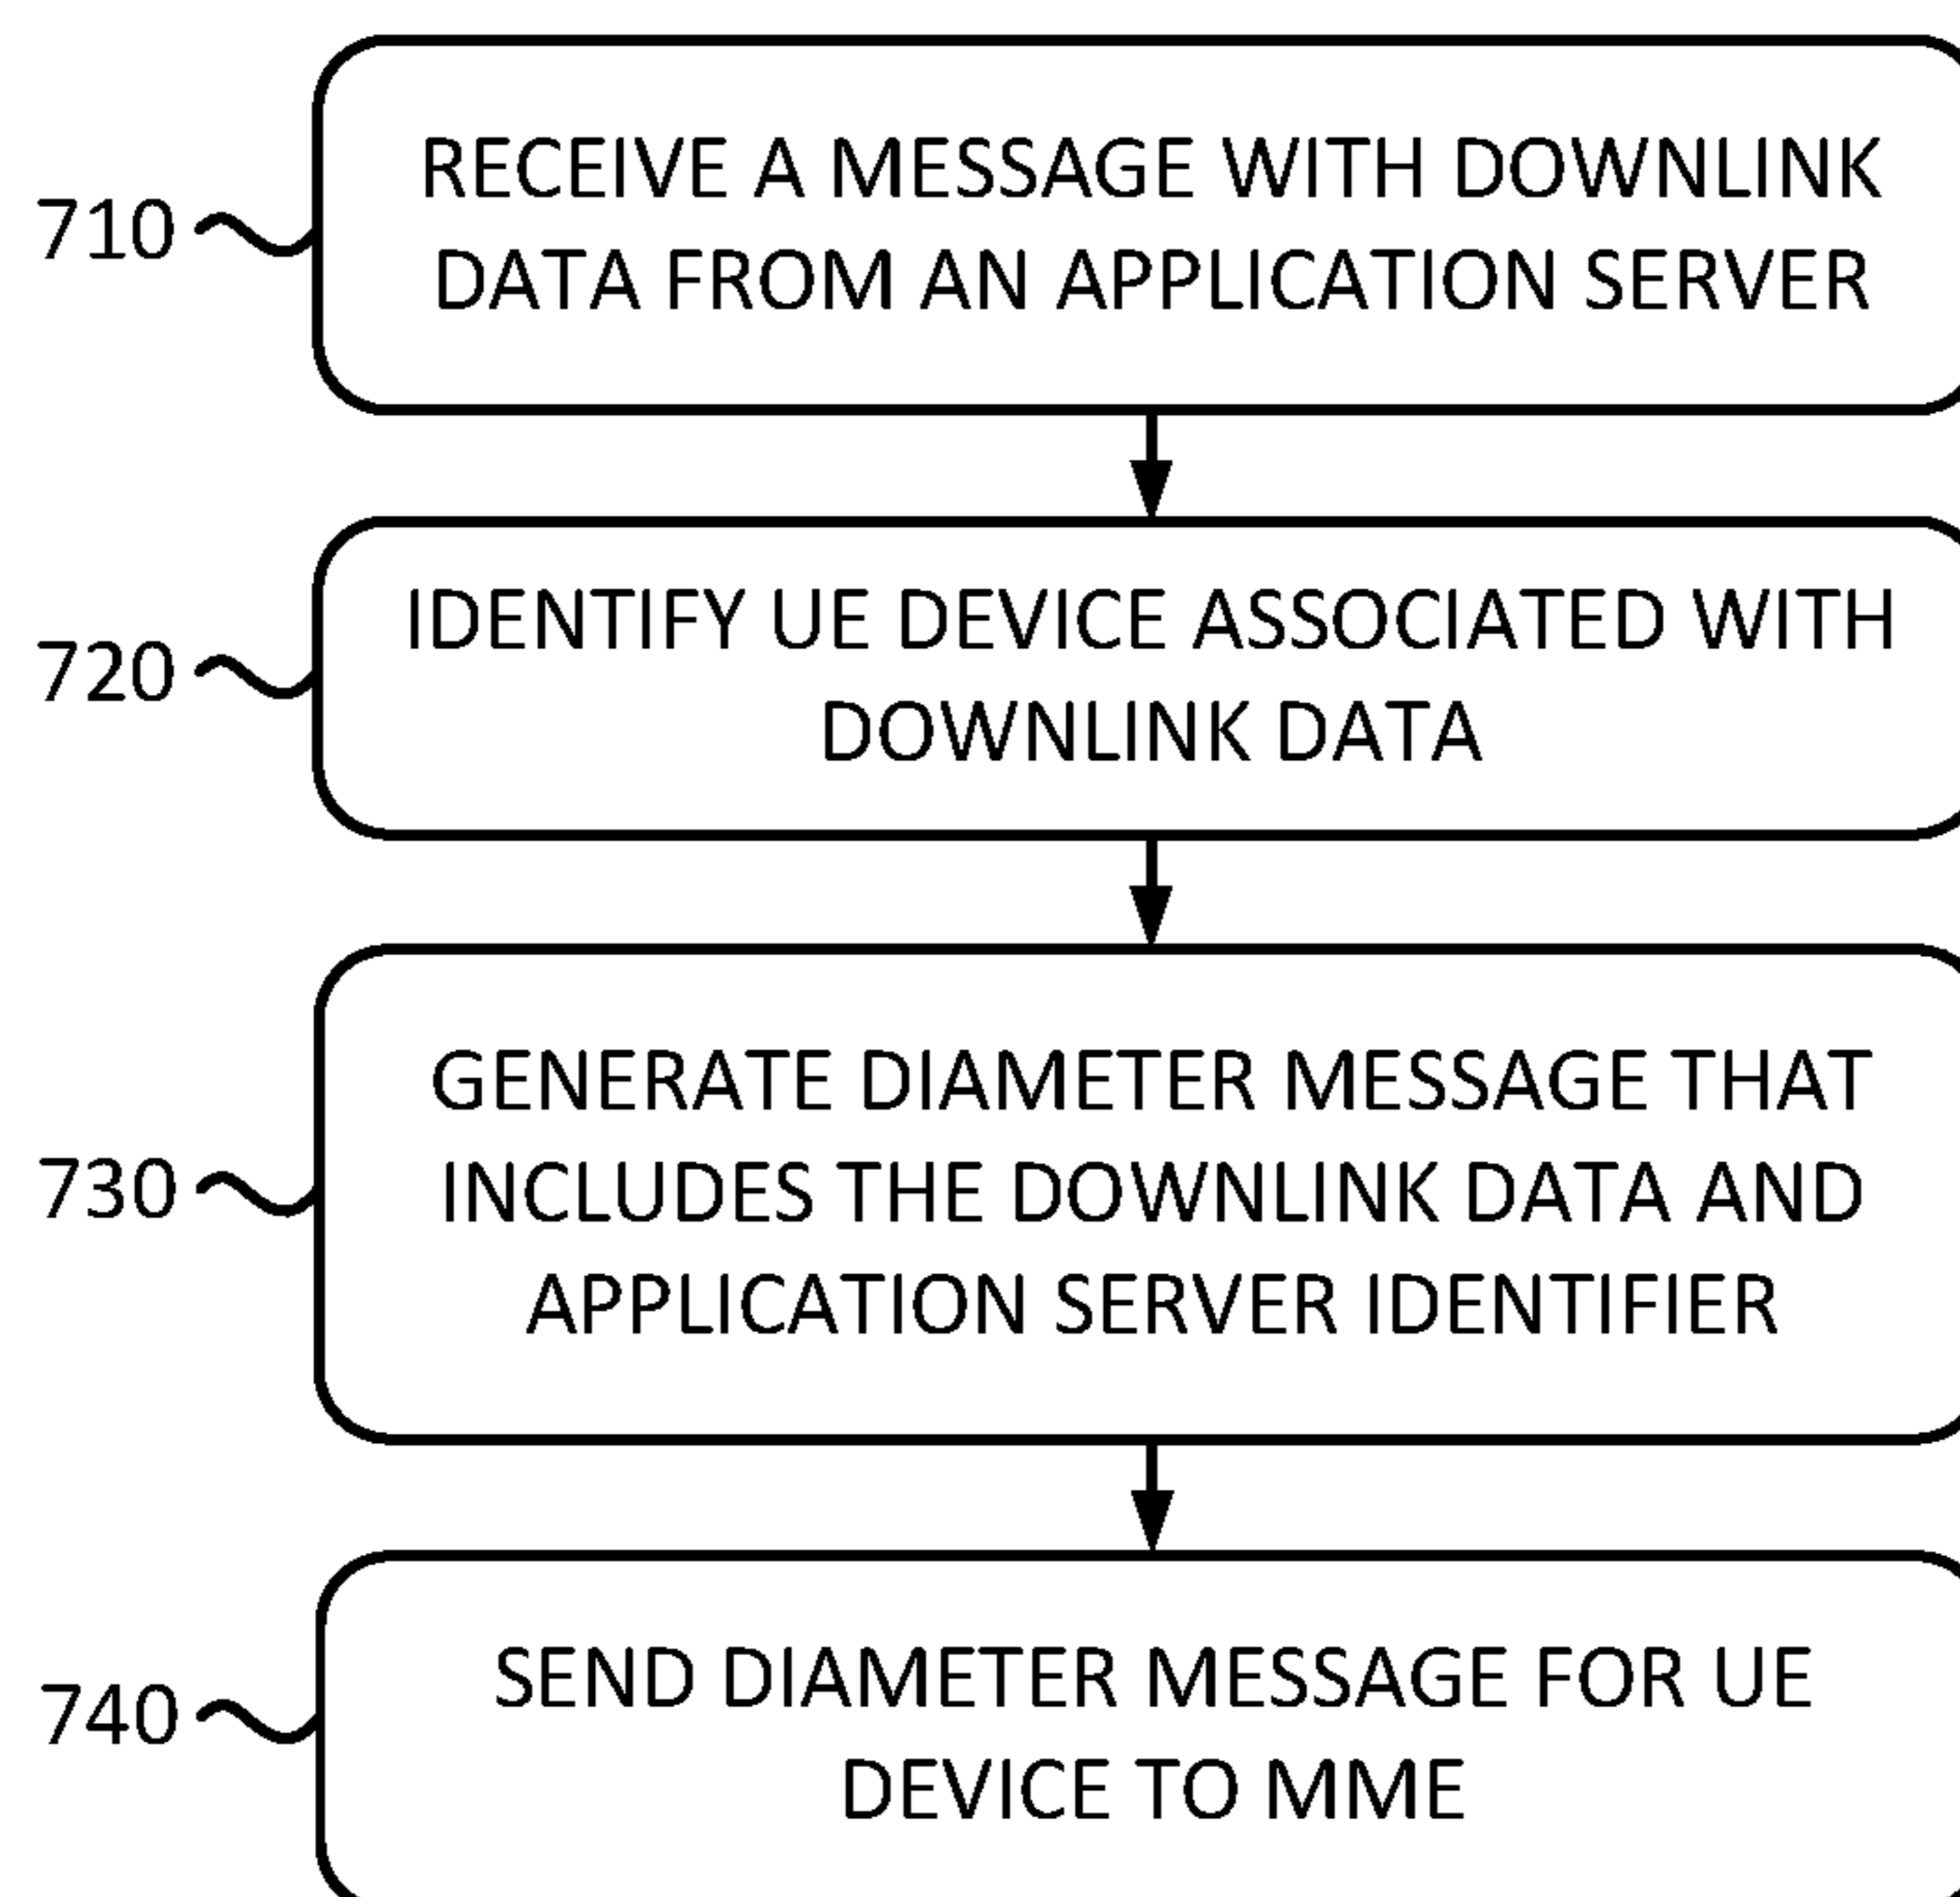 710
RECEIVE A MESSAGE WITH DOWNLINK
DATA FROM AN APPLICATION SERVER
720
IDENTIFY UE DEVICE ASSOCIATED WITH
DOWNLINK DATA
730
GENERATE DIAMETER MESSAGE THAT
INCLUDES THE DOWNLINK DATA AND
APPLICATION SERVER IDENTIFIER
740
SEND DIAMETER MESSAGE FOR UE
DEVICE TO MME